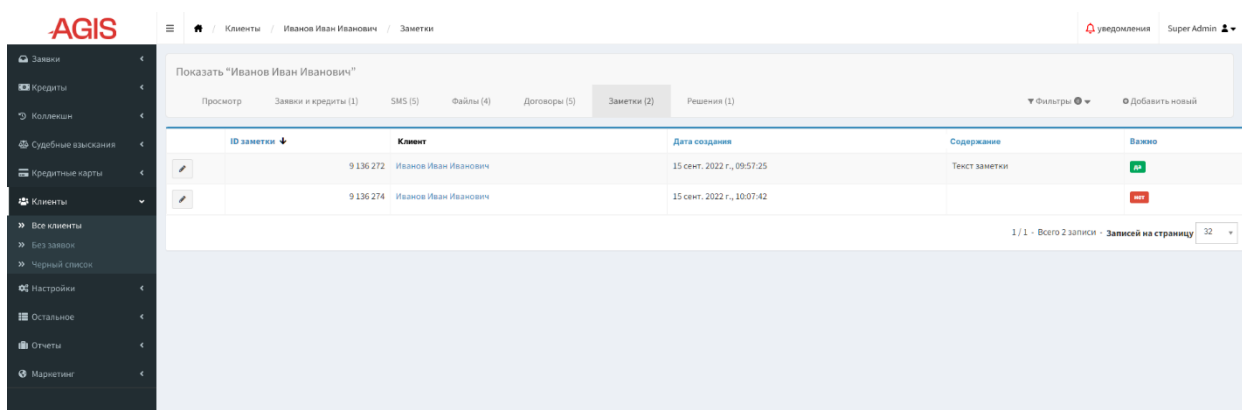 AGIS
/ Клиенты / Иванов Иван Иванович / Заметки
уведомления Super Admin
Заявки
Кредиты
Коллекшн
Судебные взыскания
Кредитные карты
Клиенты
Все клиенты
Без заявок
Черный список
Настройки
Остальное
Отчеты
Маркетинг
Показать “Иванов Иван Иванович”
Просмотр Заявки и кредиты (1) SMS (5) Файлы (4) Договоры (5) Заметки (2) Решения (1) Фильтры 0 Добавить новый
ID заметки Клиент Дата создания Содержание Важно
9 136 272 Иванов Иван Иванович 15 сент. 2022 г., 09:57:25 Текст заметки да
9 136 274 Иванов Иван Иванович 15 сент. 2022 г., 10:07:42 нет
1 / 1 - Всего 2 записи - Записей на страницу 32